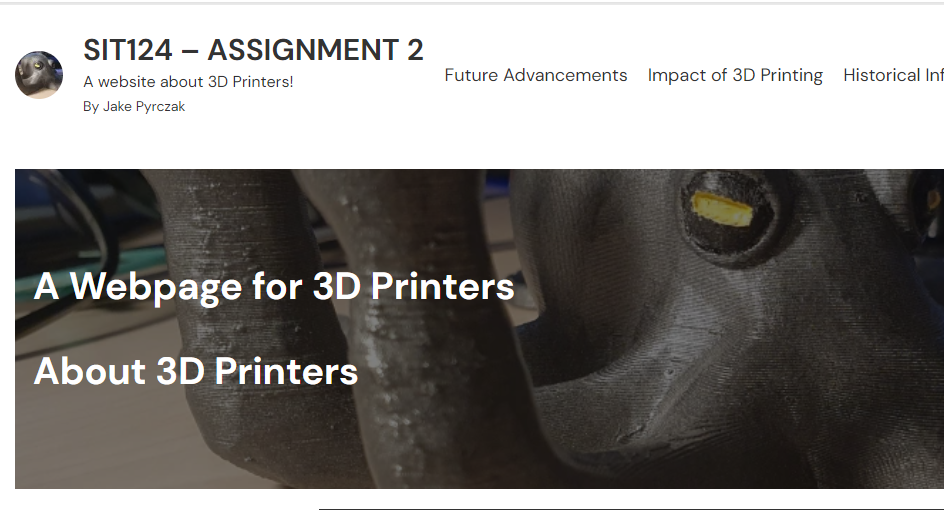 SIT124 – ASSIGNMENT 2
A website about 3D Printers!
By Jake Pyrczak
Future Advancements
Impact of 3D Printing
Historical Inf
A Webpage for 3D Printers
About 3D Printers